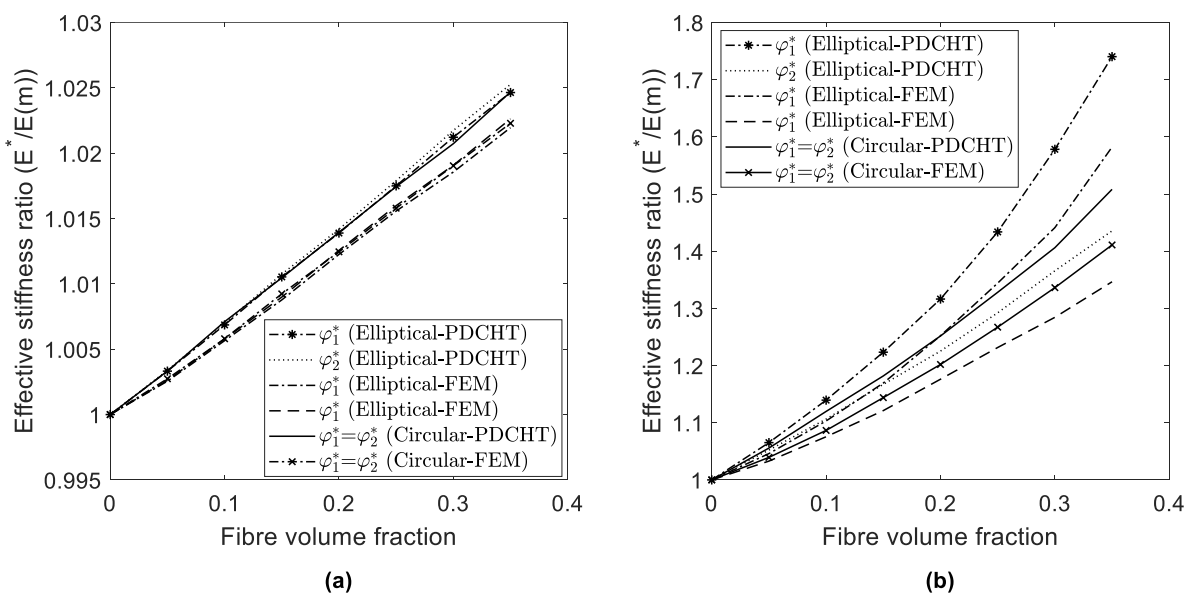 1.03
1.025
1.02
1.015
1.01
1.005
1
0.995
Effective stiffness ratio (E*/E(m))
φ₁* (Elliptical-PDCHT)
φ₂* (Elliptical-PDCHT)
φ₁* (Elliptical-FEM)
φ₁* (Elliptical-FEM)
φ₁*=φ₂* (Circular-PDCHT)
φ₁*=φ₂* (Circular-FEM)
0 0.1 0.2 0.3 0.4
Fibre volume fraction
(a)
1.8
1.7
1.6
1.5
1.4
1.3
1.2
1.1
1
Effective stiffness ratio (E*/E(m))
φ₁* (Elliptical-PDCHT)
φ₂* (Elliptical-PDCHT)
φ₁* (Elliptical-FEM)
φ₁* (Elliptical-FEM)
φ₁*=φ₂* (Circular-PDCHT)
φ₁*=φ₂* (Circular-FEM)
0 0.1 0.2 0.3 0.4
Fibre volume fraction
(b)